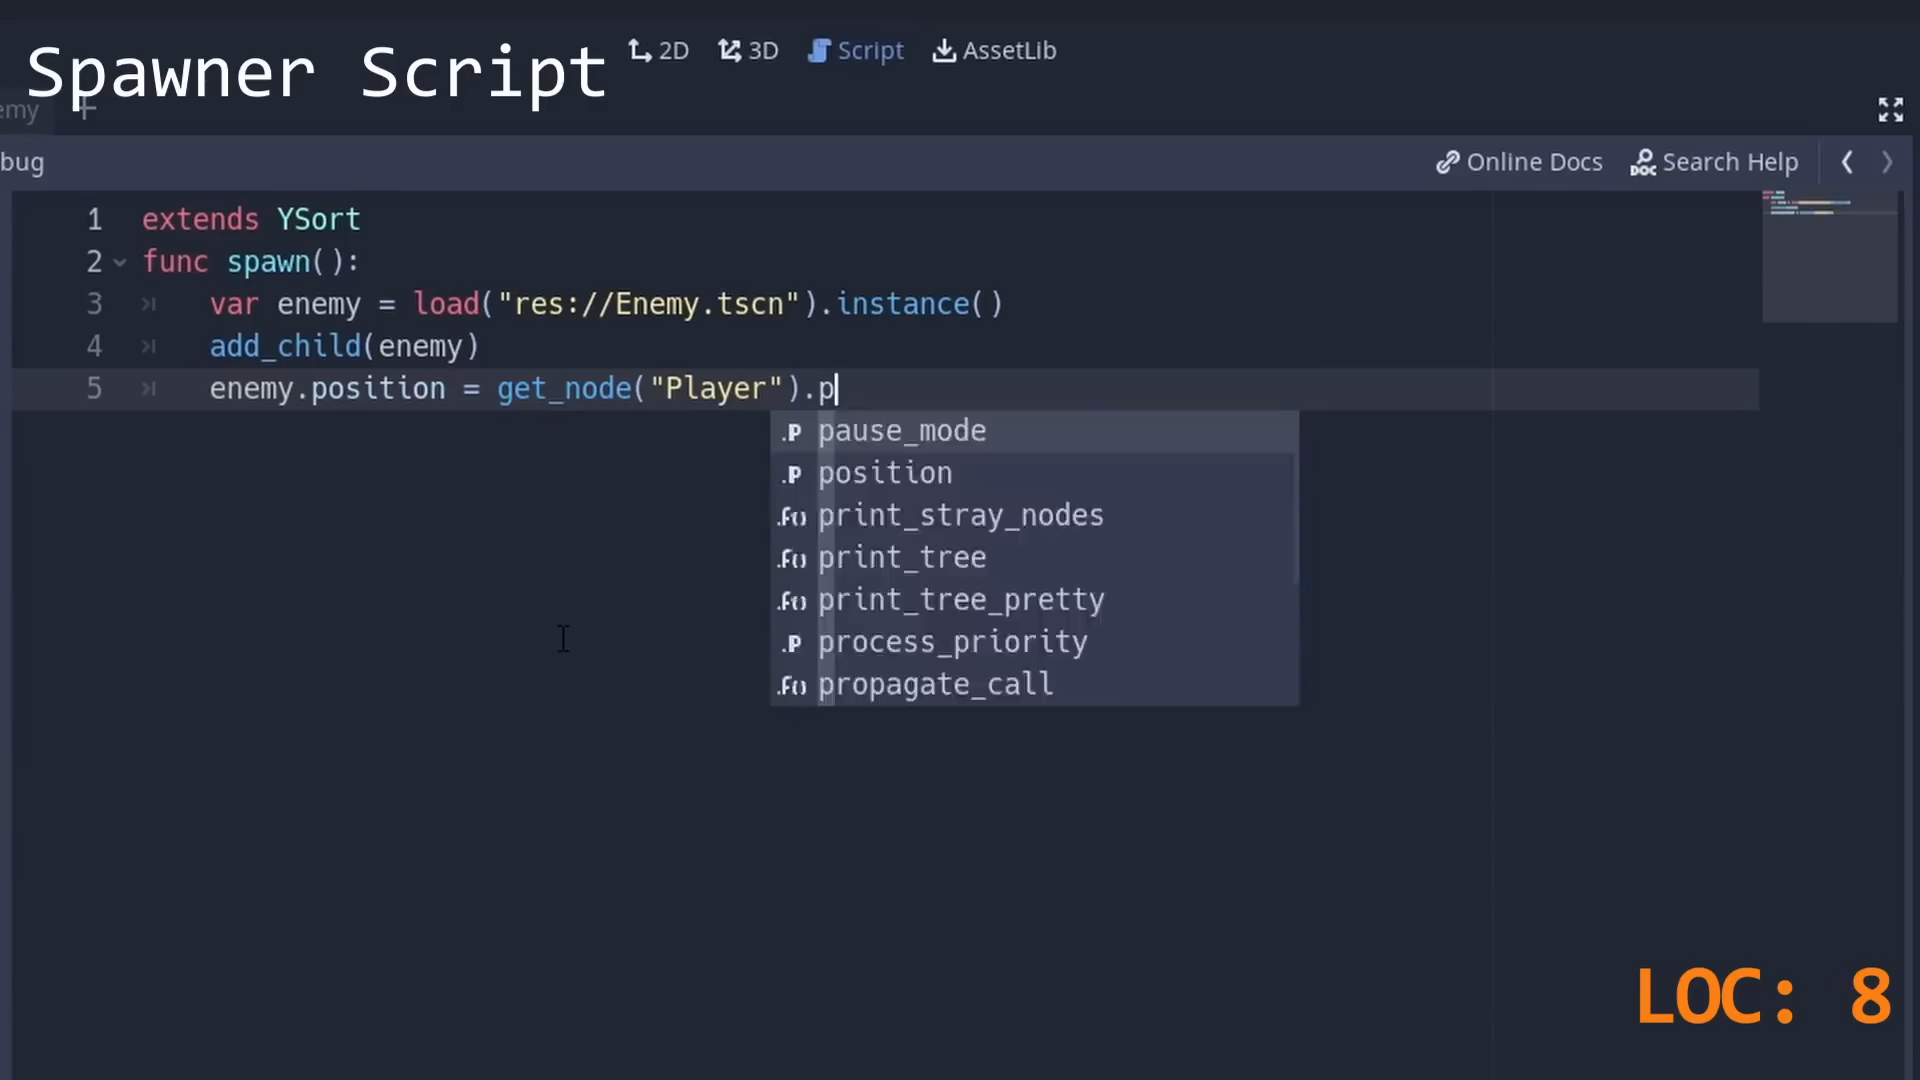 Spawner Script
2D 3D Script AssetLib
emy +
bug Online Docs Search Help
1 extends YSort
2 func spawn():
3 var enemy = load("res://Enemy.tscn").instance()
4 add_child(enemy)
5 enemy.position = get_node("Player").p
.P pause_mode
.P position
.f() print_stray_nodes
.f() print_tree
.f() print_tree_pretty
.P process_priority
.f() propagate_call
LOC: 8